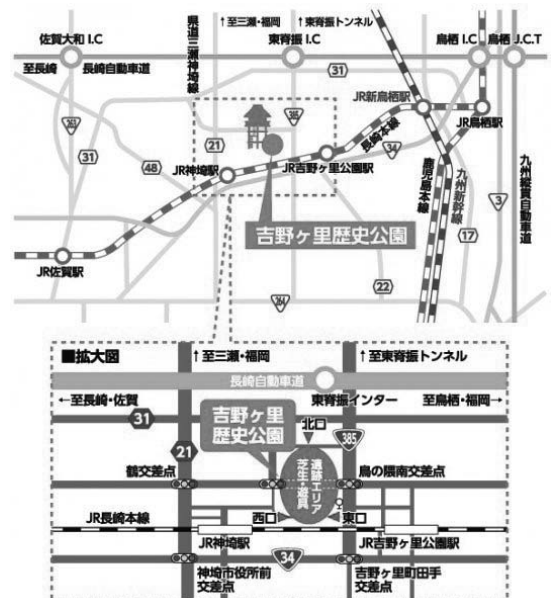 ↑至三瀬・福岡
↑東脊振トンネル
県道三瀬神埼線
佐賀大和 I.C
東脊振 I.C
鳥栖 I.C
鳥栖 J.C.T
至長崎
長崎自動車道
31
JR新鳥栖駅
JR鳥栖駅
263
385
21
長崎本線
34
31
48
JR神埼駅
JR吉野ヶ里公園駅
鹿児島本線
九州新幹線
九州縦貫自動車道
3
吉野ヶ里歴史公園
17
JR佐賀駅
22
264
■拡大図
↑至三瀬・福岡
↑至東脊振トンネル
長崎自動車道
←至長崎・佐賀
東脊振インター
至鳥栖・福岡→
31
吉野ヶ里
歴史公園
北口
385
21
遺跡エリア
芝生・遊具
鶴交差点
鳥の隈南交差点
JR長崎本線
西口
東口
JR神埼駅
JR吉野ヶ里公園駅
34
神埼市役所前
交差点
吉野ヶ里町田手
交差点